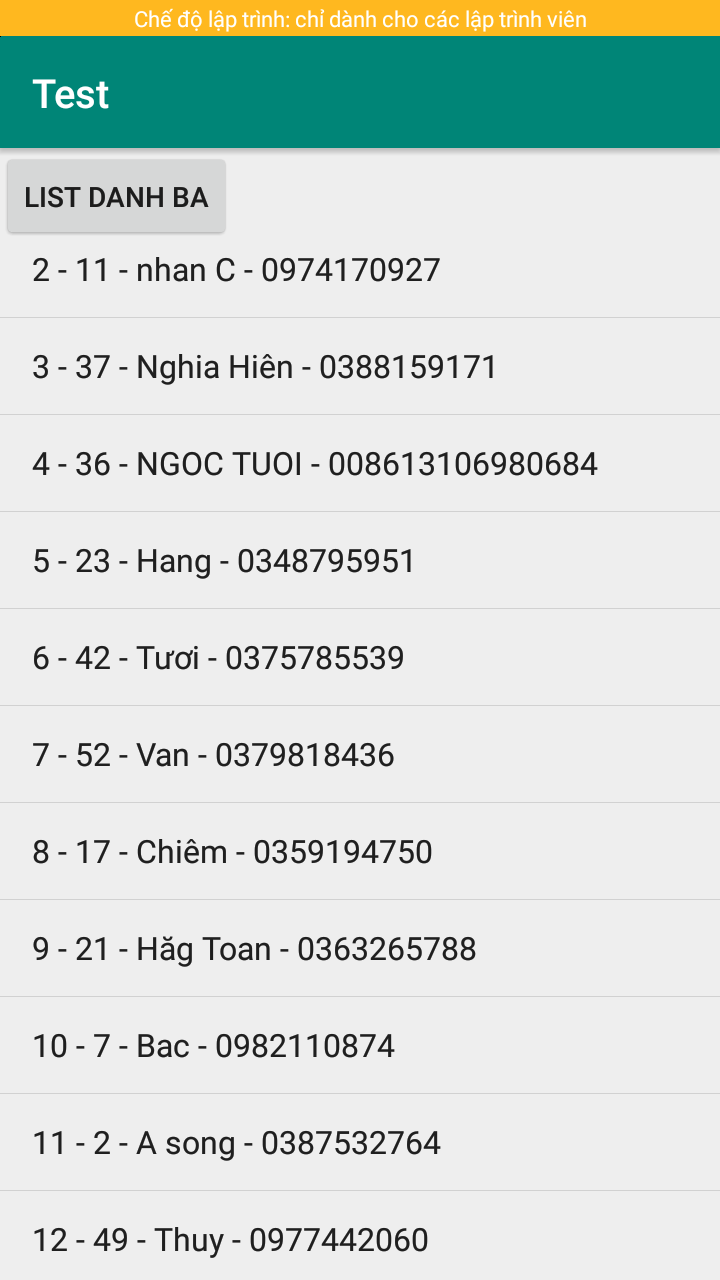 Chế độ lập trình: chỉ dành cho các lập trình viên
Test
LIST DANH BA
2 - 11 - nhan C - 0974170927
3 - 37 - Nghia Hiên - 0388159171
4 - 36 - NGOC TUOI - 008613106980684
5 - 23 - Hang - 0348795951
6 - 42 - Tươi - 0375785539
7 - 52 - Van - 0379818436
8 - 17 - Chiêm - 0359194750
9 - 21 - Hăg Toan - 0363265788
10 - 7 - Bac - 0982110874
11 - 2 - A song - 0387532764
12 - 49 - Thuy - 0977442060